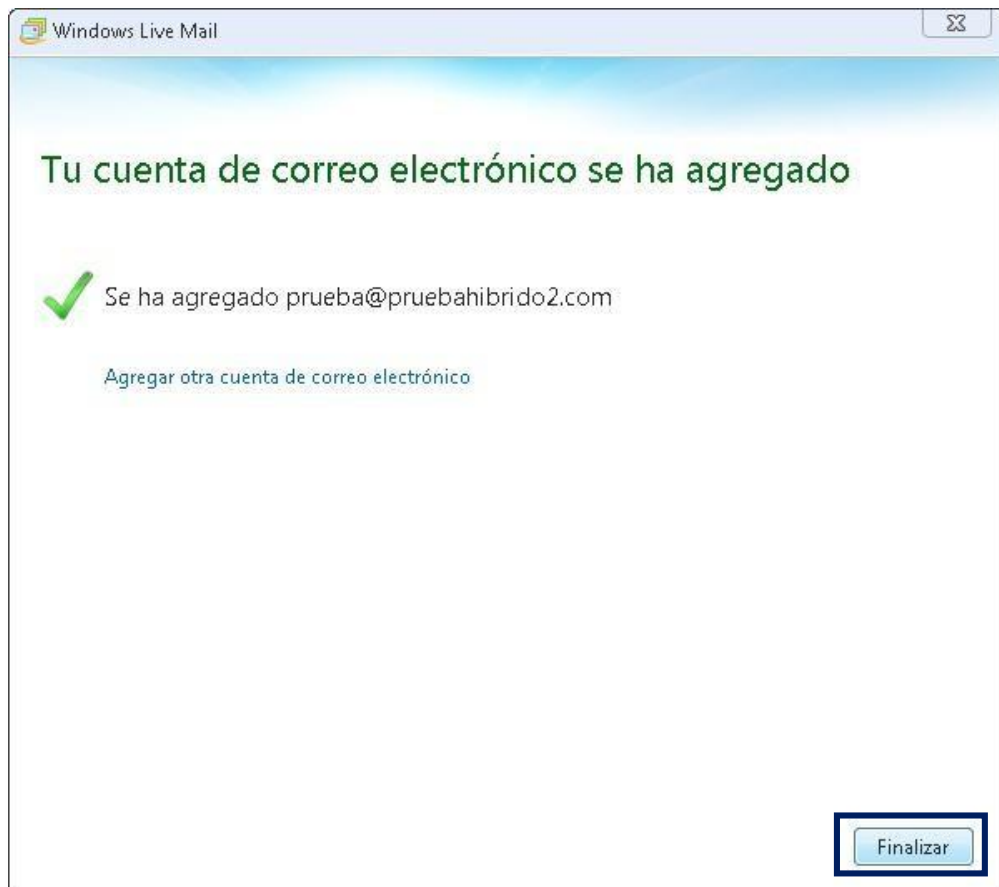 Windows Live Mail
Tu cuenta de correo electrónico se ha agregado
Se ha agregado prueba@pruebahibrido2.com
Agregar otra cuenta de correo electrónico
Finalizar